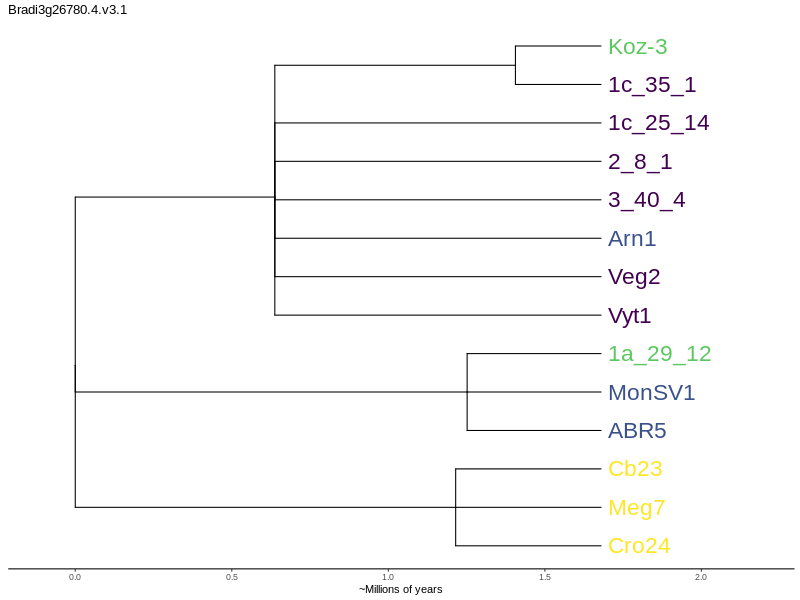 Bradi3g26780.4.v3.1
Koz-3
1c_35_1
1c_25_14
2_8_1
3_40_4
Arn1
Veg2
Vyt1
1a_29_12
MonSV1
ABR5
Cb23
Meg7
Cro24
0.0 0.5 1.0 1.5 2.0
~Millions of years